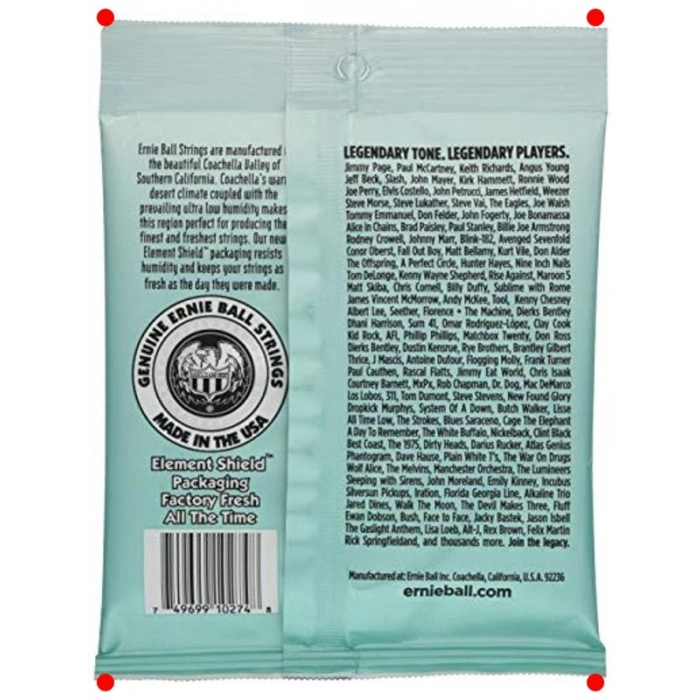 Ernie Ball Strings are manufactured
the beautiful Coachella Valley of
Southern California. Coachella's
desert climate coupled with the
prevailing ultra low humidity makes
this region perfect for producing the
finest and freshest strings. Our new
Element Shield™ packaging resists
humidity and keeps your strings as
fresh as the day they were made.
GENUINE ERNIE BALL STRINGS
MADE IN THE USA
Element Shield™
Packaging
Factory Fresh
All The Time
7 49699 10274 8
LEGENDARY TONE. LEGENDARY PLAYERS.
Jimmy Page, Paul McCartney, Keith Richards, Angus Young
Jeff Beck, Slash, John Mayer, Kirk Hammett, Ronnie Wood
Joe Perry, Elvis Costello, John Petrucci, James Hetfield, Weezer
Steve Morse, Steve Lukather, Steve Vai, The Eagles, Joe Walsh
Tommy Emmanuel, Don Felder, John Fogerty, Joe Bonamassa
Alice in Chains, Brad Paisley, Paul Stanley, Billie Joe Armstrong
Rodney Crowell, Johnny Marr, Blink-182, Avenged Sevenfold
Conor Oberst, Fall Out Boy, Matt Bellamy, Kurt Vile, Don Alder
The Offspring, A Perfect Circle, Hunter Hayes, Nine Inch Nails
Tom DeLonge, Kenny Wayne Shepherd, Rise Against, Maroon 5
Matt Skiba, Chris Cornell, Billy Duffy, Sublime with Rome
James Vincent McMorrow, Andy McKee, Tool, Kenny Chesney
Albert Lee, Seether, Florence + The Machine, Dierks Bentley
Dhani Harrison, Sum 41, Omar Rodríguez-López, Clay Cook
Kid Rock, AFI, Phillip Phillips, Matchbox Twenty, Don Ross
Dierks Bentley, Dustin Kensrue, Rye Brothers, Brantley Gilbert
Thrice, J Mascis, Antoine Dufour, Flogging Molly, Frank Turner
Paul Cauthen, Rascal Flatts, Jimmy Eat World, Chris Isaak
Courtney Barnett, MxPx, Rob Chapman, Dr. Dog, Mac DeMarco
Los Lobos, 311, Tom Dumont, Steve Stevens, New Found Glory
Dropkick Murphys, System Of A Down, Butch Walker, Lisse
All Time Low, The Strokes, Blues Saraceno, Cage The Elephant
A Day To Remember, The White Buffalo, Nickelback, Clint Black
Best Coast, The 1975, Dirty Heads, Darius Rucker, Atlas Genius
Phantogram, Dave Hause, Plain White T's, The War On Drugs
Wolf Alice, The Melvins, Manchester Orchestra, The Lumineers
Sleeping with Sirens, John Moreland, Emily Kinney, Incubus
Silversun Pickups, Iration, Florida Georgia Line, Alkaline Trio
Jared Dines, Walk The Moon, The Devil Makes Three, Fluff
Ewan Dobson, Bush, Face to Face, Jacky Bastek, Jason Isbell
The Gaslight Anthem, Lisa Loeb, Alt-J, Rex Brown, Felix Martin
Rick Springfieldland, and thousands more. Join the legacy.
Manufactured at: Ernie Ball Inc. Coachella, California, U.S.A. 92236
ernieball.com